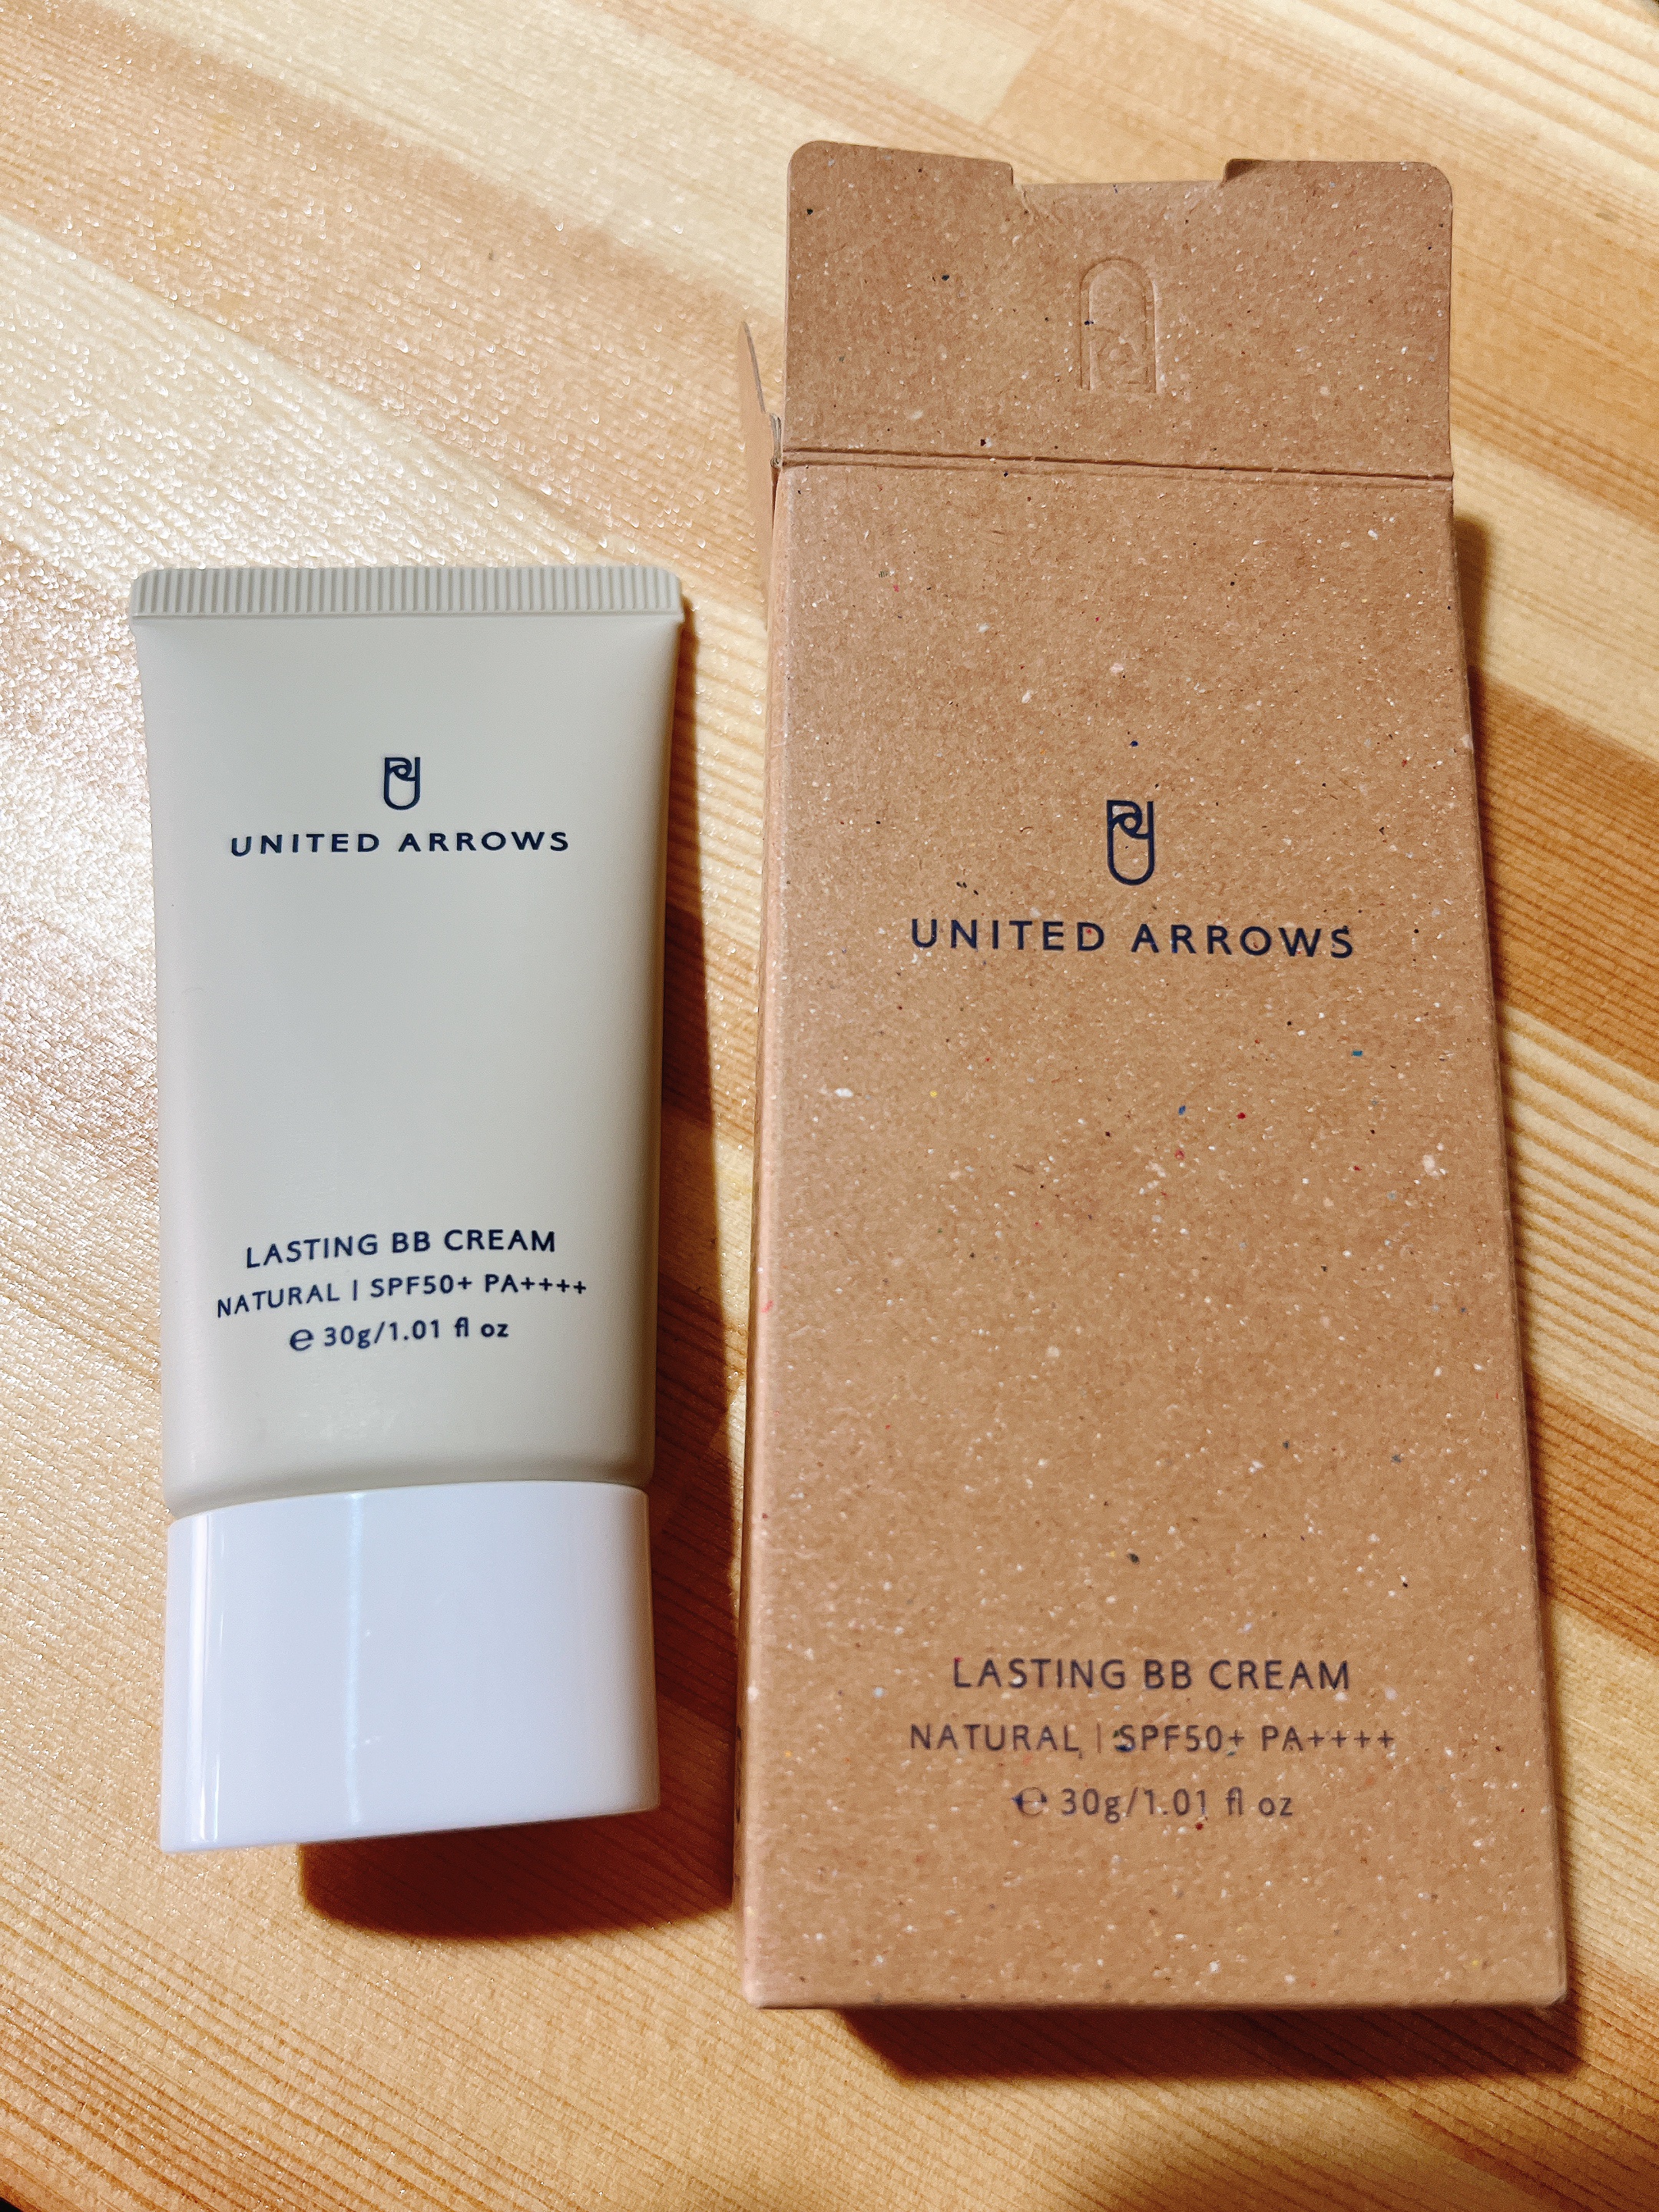 UNITED ARROWS
LASTING BB CREAM
NATURAL | SPF50+ PA++++
℮ 30g/1.01 fl oz
UNITED ARROWS
LASTING BB CREAM
NATURAL | SPF50+ PA++++
℮ 30g/1.01 fl oz